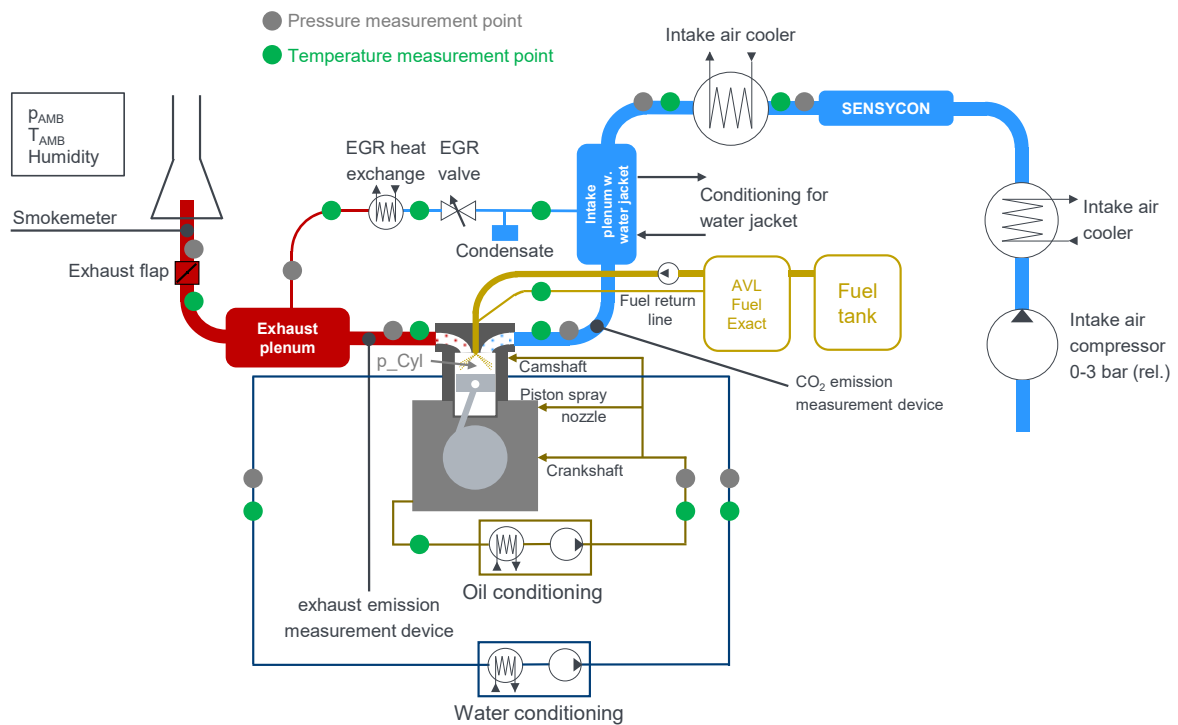 Pressure measurement point
Temperature measurement point
Intake air cooler
pAMB
TAMB
Humidity
SENSYCON
EGR heat
exchange
EGR
valve
Intake
plenum w.
water jacket
Conditioning for
water jacket
Intake air
cooler
Smokemeter
Condensate
Exhaust flap
Fuel return
line
AVL
Fuel
Exact
Fuel
tank
Exhaust
plenum
Intake air
compressor
0-3 bar (rel.)
p_Cyl
Camshaft
CO2 emission
measurement device
Piston spray
nozzle
Crankshaft
Oil conditioning
exhaust emission
measurement device
Water conditioning